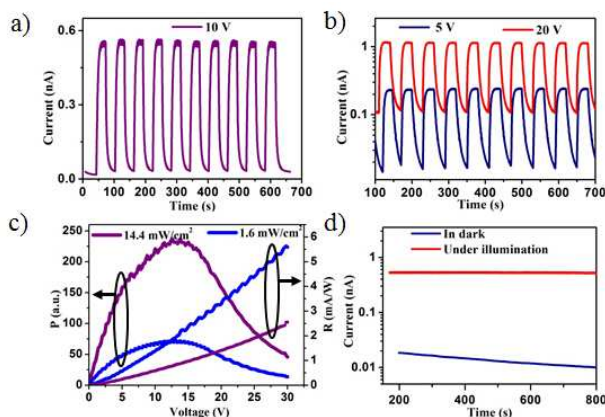 a)
10 V
0.6
0.3
0.0
Current (nA)
0 100 200 300 400 500 600 700
Time (s)
b)
5 V 20 V
1
0.1
Current (nA)
100 200 300 400 500 600 700
Time (s)
c)
14.4 mW/cm² 1.6 mW/cm²
250
200
150
100
50
0
P (a.u.)
6
5
4
3
2
1
0
R (mA/W)
0 5 10 15 20 25 30
Voltage (V)
d)
In dark
Under illumination
1
0.1
0.01
Current (nA)
200 400 600 800
Time (s)